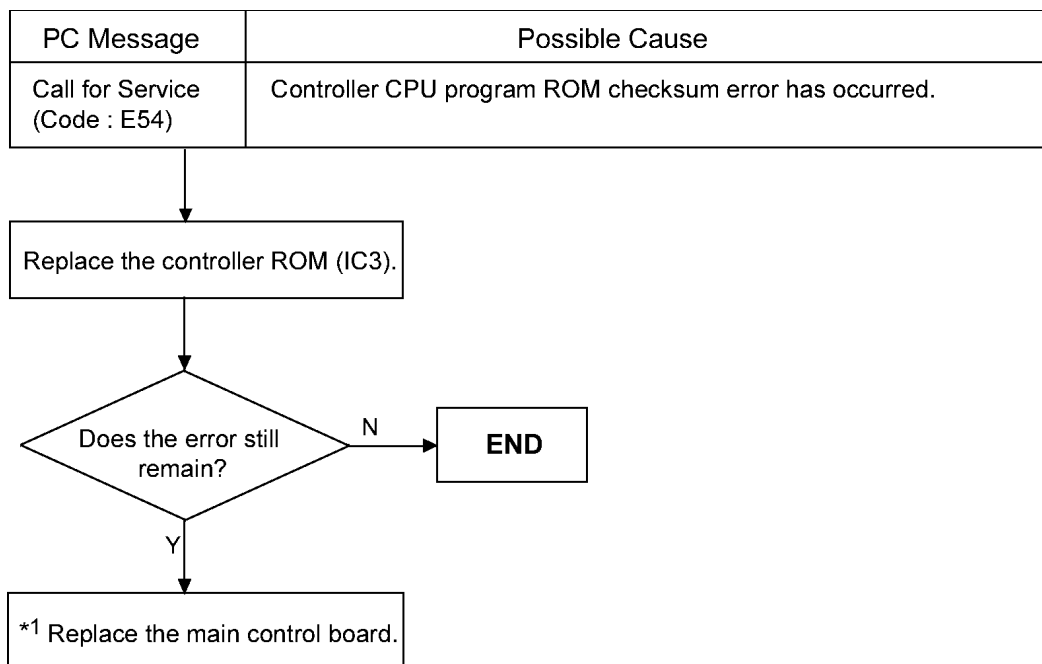 PC Message
Possible Cause
Call for Service
(Code : E54)
Controller CPU program ROM checksum error has occurred.
Replace the controller ROM (IC3).
Does the error still
remain?
N
END
Y
*1 Replace the main control board.